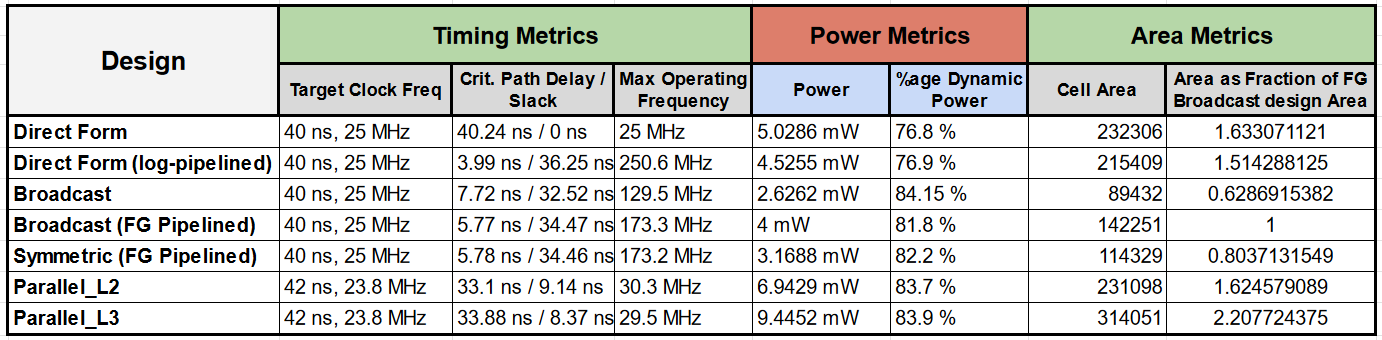 Design Timing Metrics Power Metrics Area Metrics
Target Clock Freq Crit. Path Delay / Slack Max Operating Frequency Power %age Dynamic Power Cell Area Area as Fraction of FG Broadcast design Area
Direct Form 40 ns, 25 MHz 40.24 ns / 0 ns 25 MHz 5.0286 mW 76.8 % 232306 1.633071121
Direct Form (log-pipelined) 40 ns, 25 MHz 3.99 ns / 36.25 ns 250.6 MHz 4.5255 mW 76.9 % 215409 1.514288125
Broadcast 40 ns, 25 MHz 7.72 ns / 32.52 ns 129.5 MHz 2.6262 mW 84.15 % 89432 0.6286915382
Broadcast (FG Pipelined) 40 ns, 25 MHz 5.77 ns / 34.47 ns 173.3 MHz 4 mW 81.8 % 142251 1
Symmetric (FG Pipelined) 40 ns, 25 MHz 5.78 ns / 34.46 ns 173.2 MHz 3.1688 mW 82.2 % 114329 0.8037131549
Parallel_L2 42 ns, 23.8 MHz 33.1 ns / 9.14 ns 30.3 MHz 6.9429 mW 83.7 % 231098 1.624579089
Parallel_L3 42 ns, 23.8 MHz 33.88 ns / 8.37 ns 29.5 MHz 9.4452 mW 83.9 % 314051 2.207724375